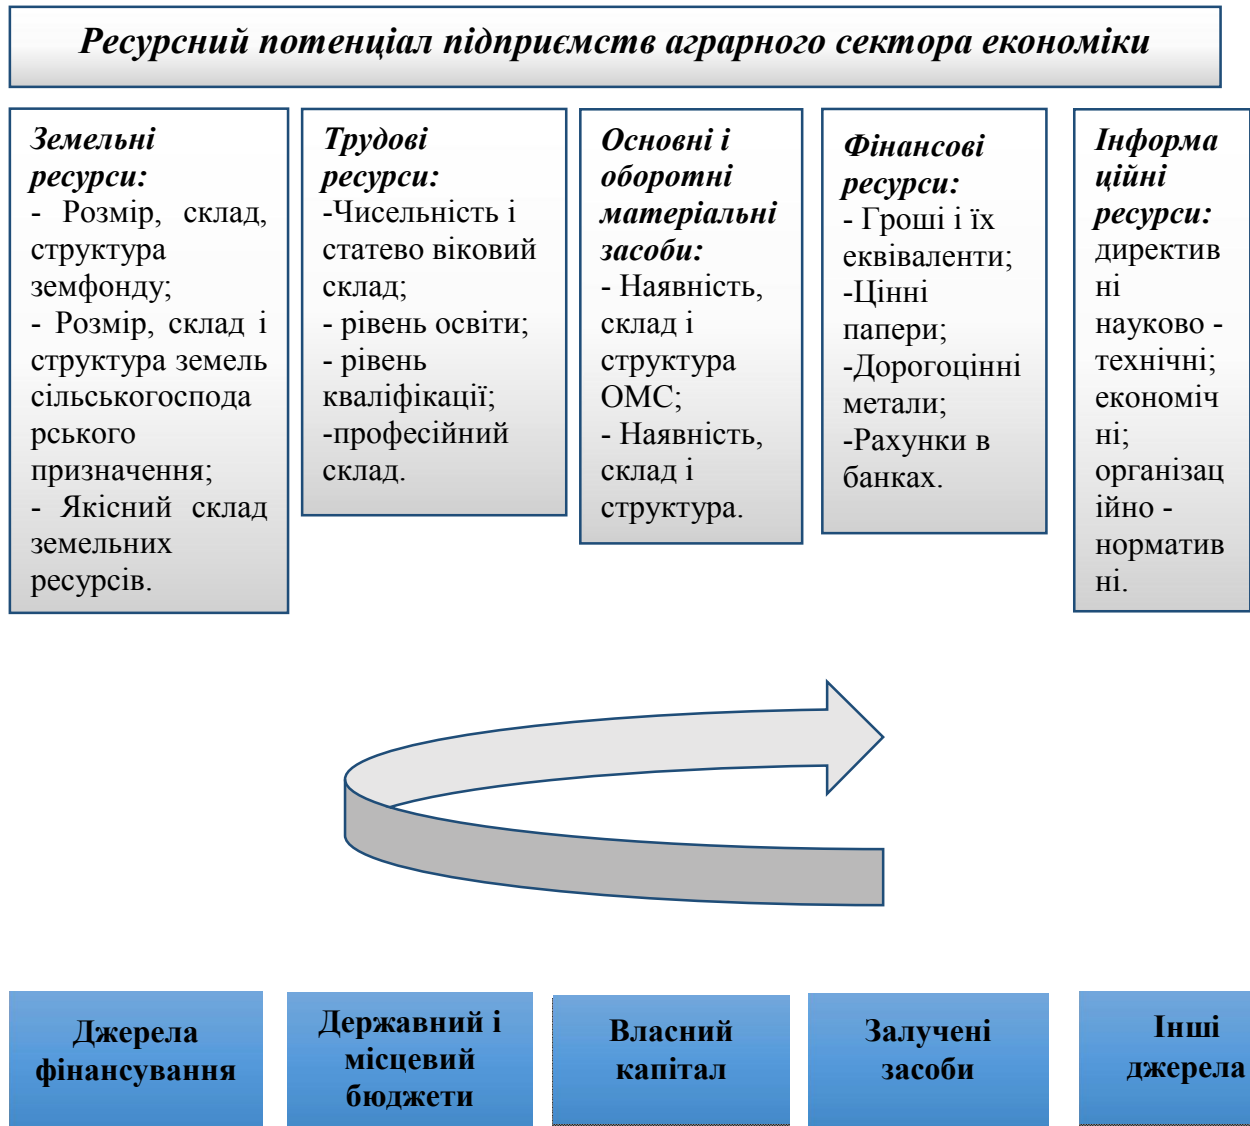 Ресурсний потенціал підприємств аграрного сектора економіки
Земельні
ресурси:
- Розмір, склад,
структура
земфонду;
- Розмір, склад і
структура земель
сільськогоспода
рського
призначення;
- Якісний склад
земельних
ресурсів.
Трудові
ресурси:
-Чисельність і
статево віковий
склад;
- рівень освіти;
- рівень
кваліфікації;
-професійний
склад.
Основні і
оборотні
матеріальні
засоби:
- Наявність,
склад і
структура
ОМС;
- Наявність,
склад і
структура.
Фінансові
ресурси:
- Гроші і їх
еквіваленти;
-Цінні
папери;
-Дорогоцінні
метали;
-Рахунки в
банках.
Інформа
ційні
ресурси:
директив
ні
науково -
технічні;
економіч
ні;
організац
ійно -
норматив
ні.
Джерела
фінансування
Державний і
місцевий
бюджети
Власний
капітал
Залучені
засоби
Інші
джерела